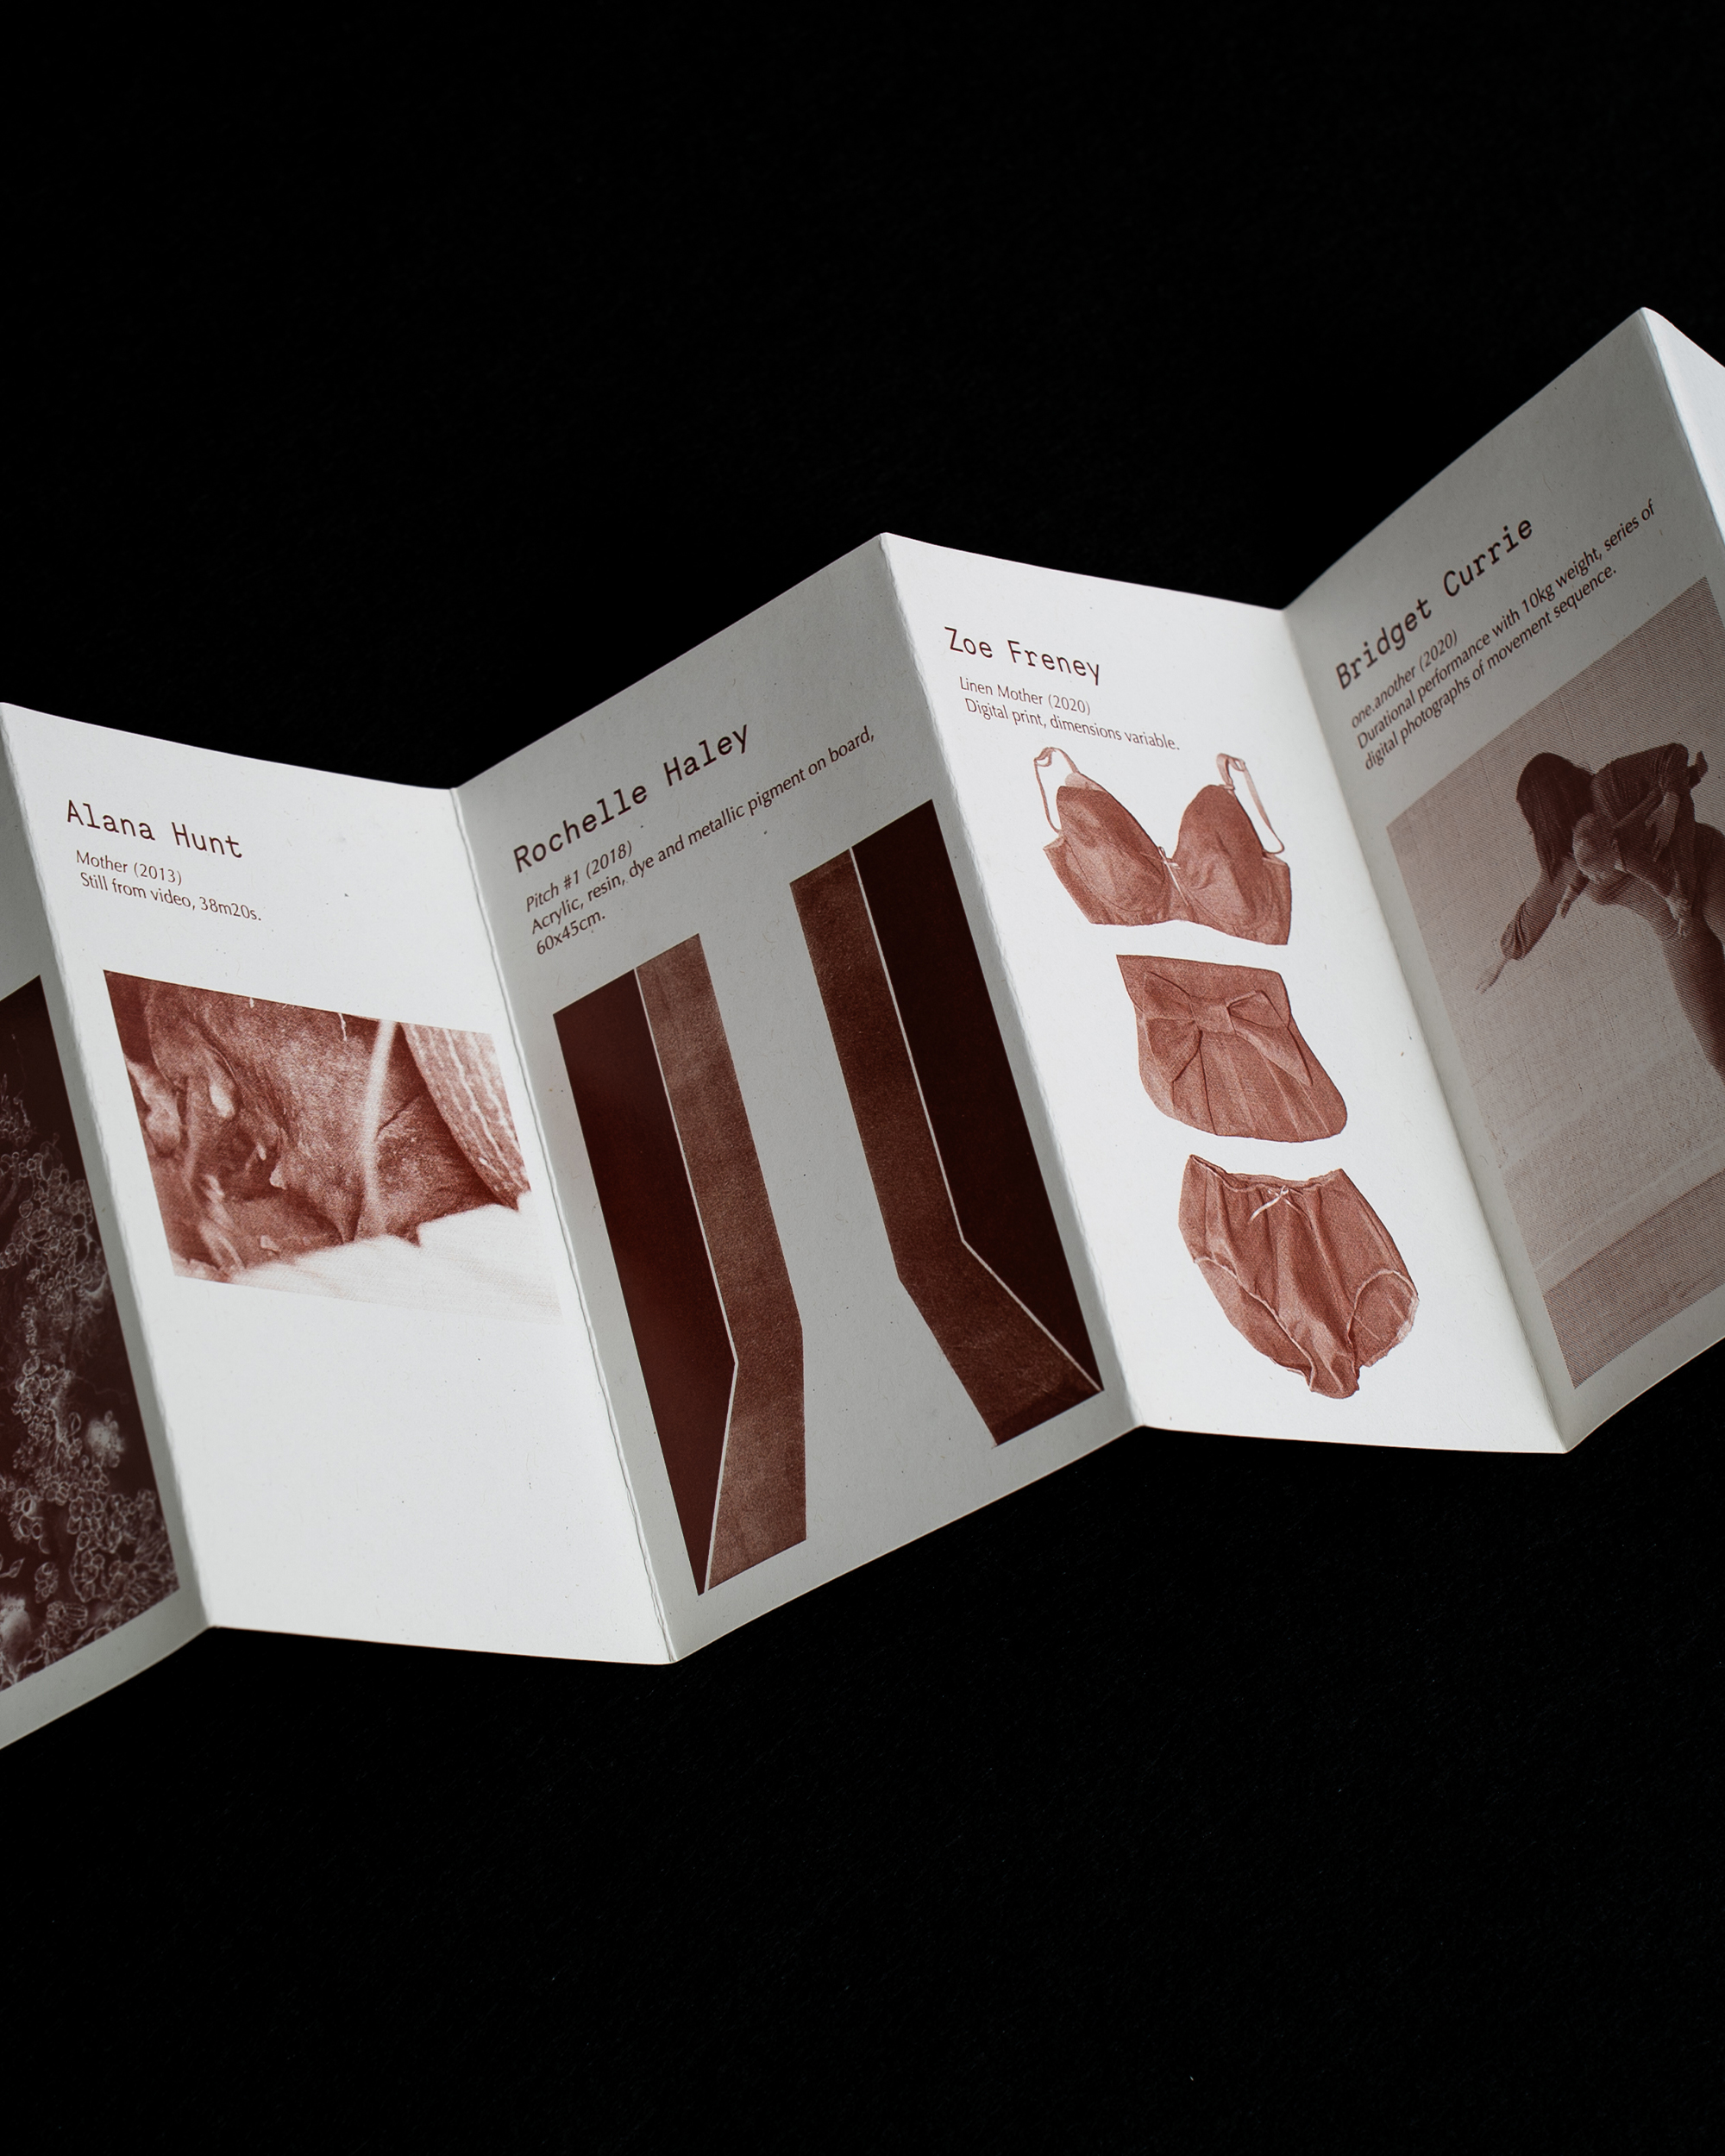 Alana Hunt
Mother (2013)
Still from video, 38m20s.
Rochelle Haley
Pitch #1 (2018)
Acrylic, resin, dye and metallic pigment on board,
60x45cm.
Zoe Freney
Linen Mother (2020)
Digital print, dimensions variable.
Bridget Currie
one.another (2020)
Durational performance with 10kg weight, series of
digital photographs of movement sequence.